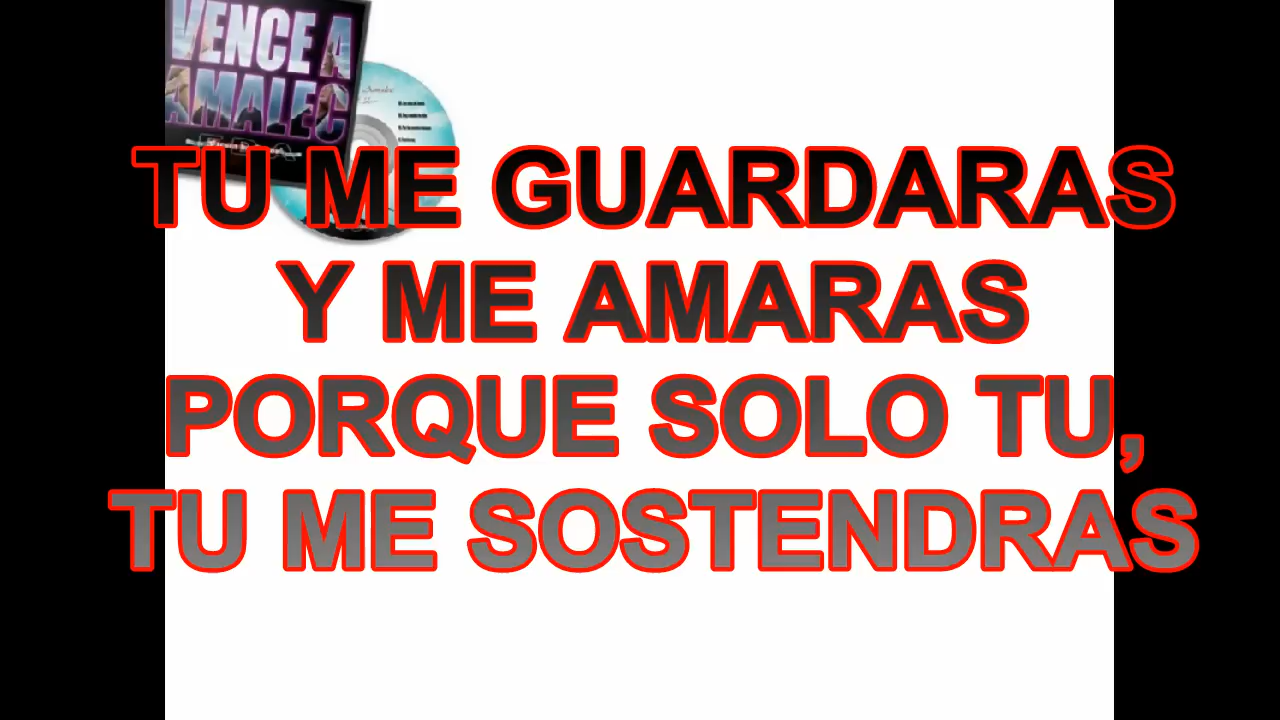 VENCE A
AMALEC
TU ME GUARDARAS
Y ME AMARAS
PORQUE SOLO TU,
TU ME SOSTENDRAS